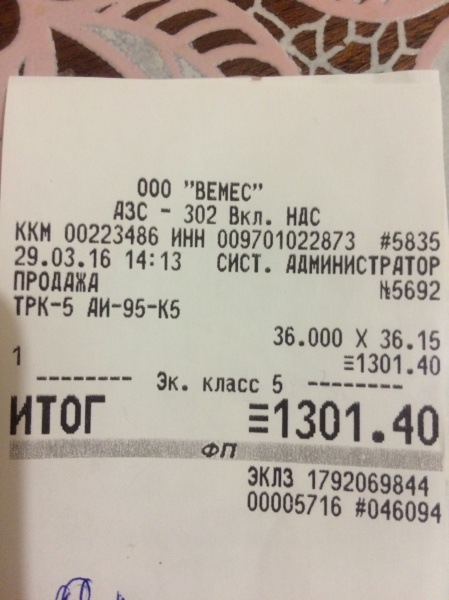 ООО "ВЕМЕС"
АЗС - 302 Вкл. НДС
ККМ 00223486 ИНН 009701022873 #5835
29.03.16 14:13 СИСТ. АДМИНИСТРАТОР
ПРОДАЖА №5692
ТРК-5 АИ-95-К5
36.000 X 36.15
1 ≡1301.40
-------- Эк. класс 5 --------
ИТОГ ≡1301.40
ФП
ЭКЛЗ 1792069844
00005716 #046094